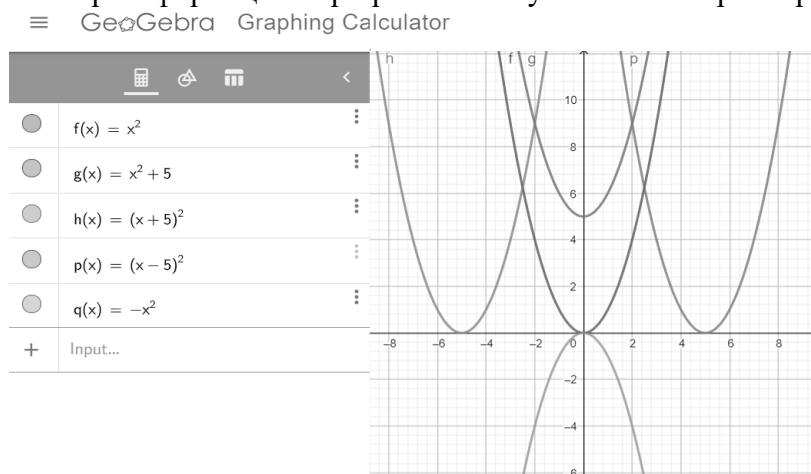 GeoGebra Graphing Calculator
f(x) = x²
g(x) = x² + 5
h(x) = (x + 5)²
p(x) = (x − 5)²
q(x) = −x²
+ Input...
h f g p
10
8
6
4
2
−8 −6 −4 −2 0 2 4 6 8
−2
−4